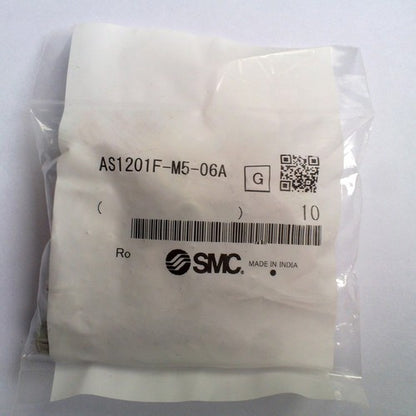 AS1201F-M5-06A G
( ) 10
Ro SMC. MADE IN INDIA